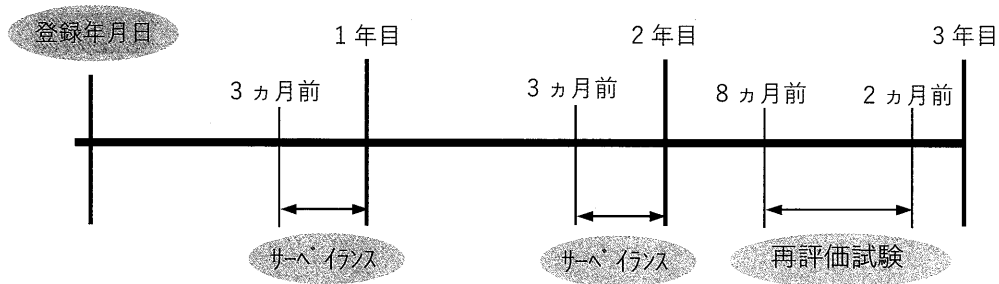 登録年月日
1年目
2年目
3年目
3ヵ月前
3ヵ月前
8ヵ月前
2ヵ月前
サーベイランス
サーベイランス
再評価試験